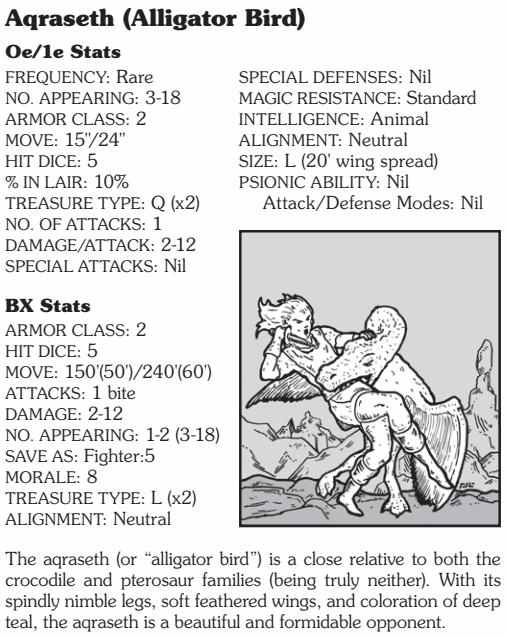 Aqraseth (Alligator Bird)
Oe/1e Stats
FREQUENCY: Rare
NO. APPEARING: 3-18
ARMOR CLASS: 2
MOVE: 15"/24"
HIT DICE: 5
% IN LAIR: 10%
TREASURE TYPE: Q (x2)
NO. OF ATTACKS: 1
DAMAGE/ATTACK: 2-12
SPECIAL ATTACKS: Nil
SPECIAL DEFENSES: Nil
MAGIC RESISTANCE: Standard
INTELLIGENCE: Animal
ALIGNMENT: Neutral
SIZE: L (20' wing spread)
PSIONIC ABILITY: Nil
Attack/Defense Modes: Nil
BX Stats
ARMOR CLASS: 2
HIT DICE: 5
MOVE: 150'(50')/240'(60')
ATTACKS: 1 bite
DAMAGE: 2-12
NO. APPEARING: 1-2 (3-18)
SAVE AS: Fighter:5
MORALE: 8
TREASURE TYPE: L (x2)
ALIGNMENT: Neutral
The aqraseth (or “alligator bird”) is a close relative to both the
crocodile and pterosaur families (being truly neither). With its
spindly nimble legs, soft feathered wings, and coloration of deep
teal, the aqraseth is a beautiful and formidable opponent.